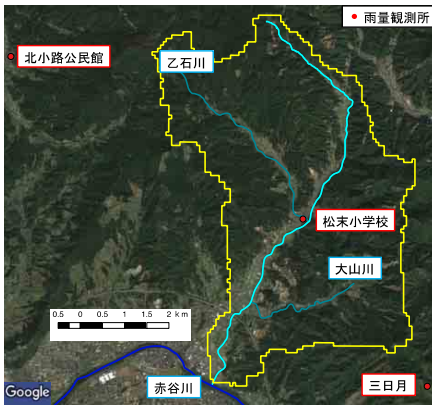 ● 雨量観測所
乙石川
北小路公民館
松末小学校
大山川
0.5 0 0.5 1 1.5 2 km
赤谷川
三日月
Google